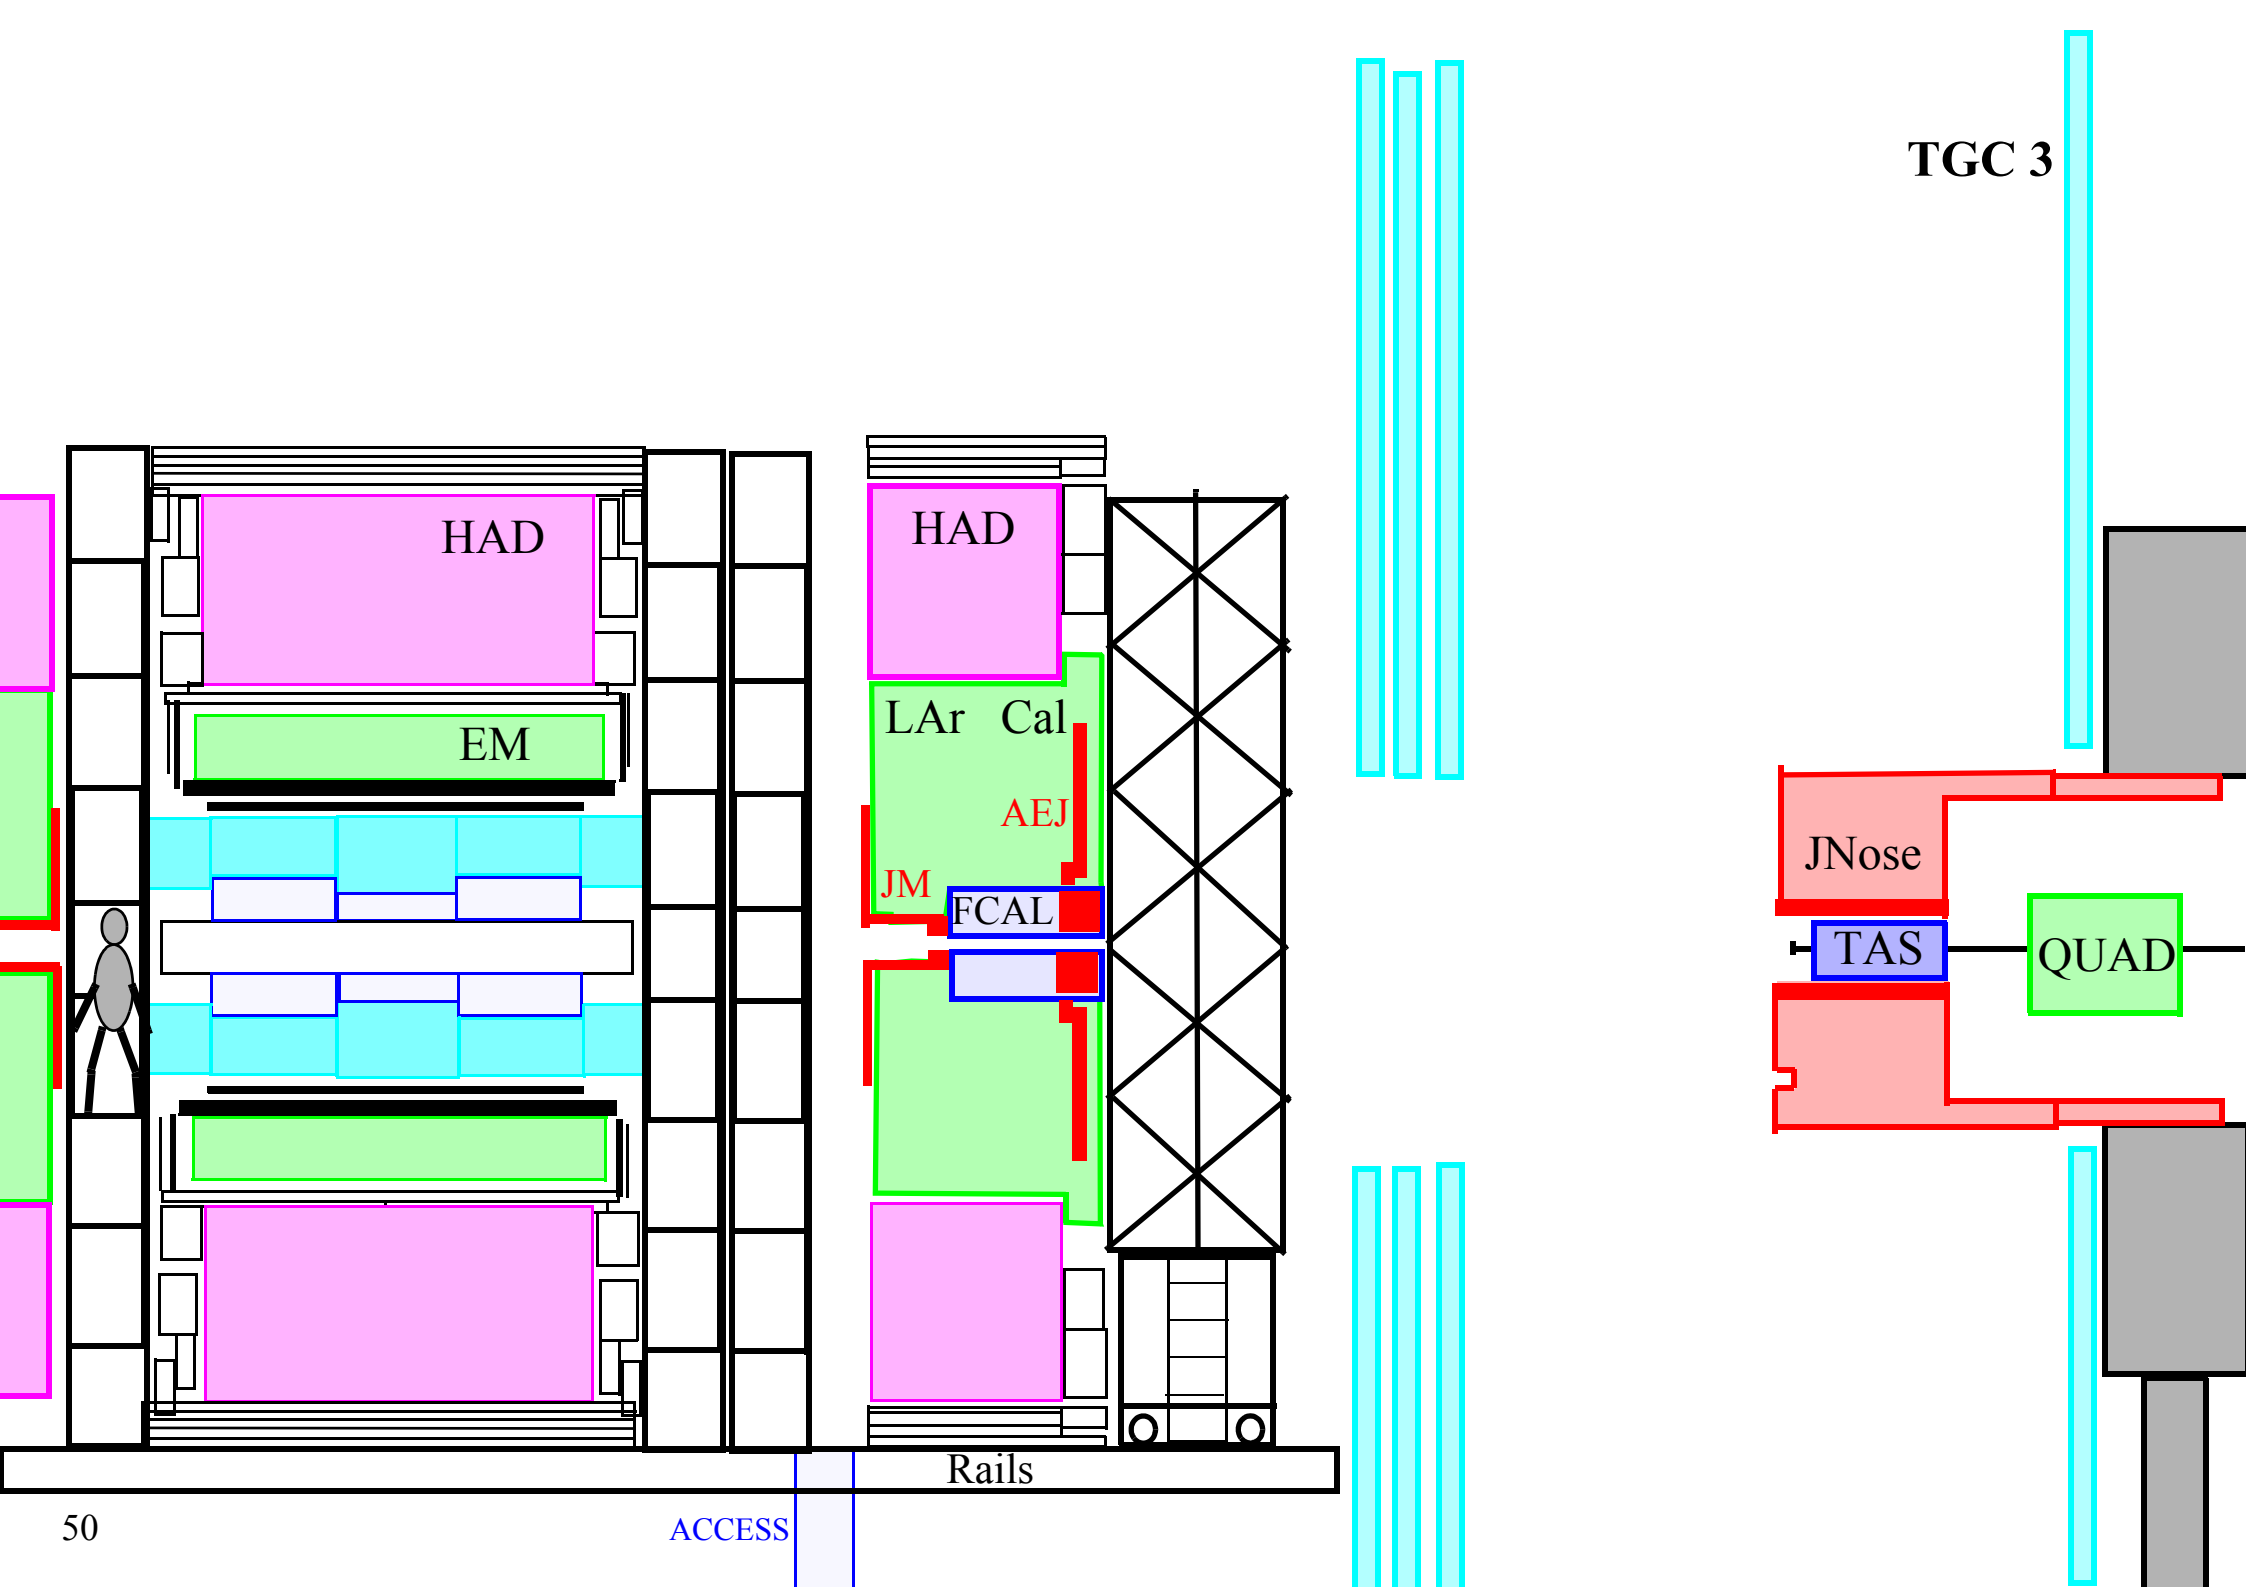 TGC 3
HAD
HAD
LAr Cal
EM
AEJ
JNose
JM
FCAL
TAS
QUAD
Rails
50
ACCESS